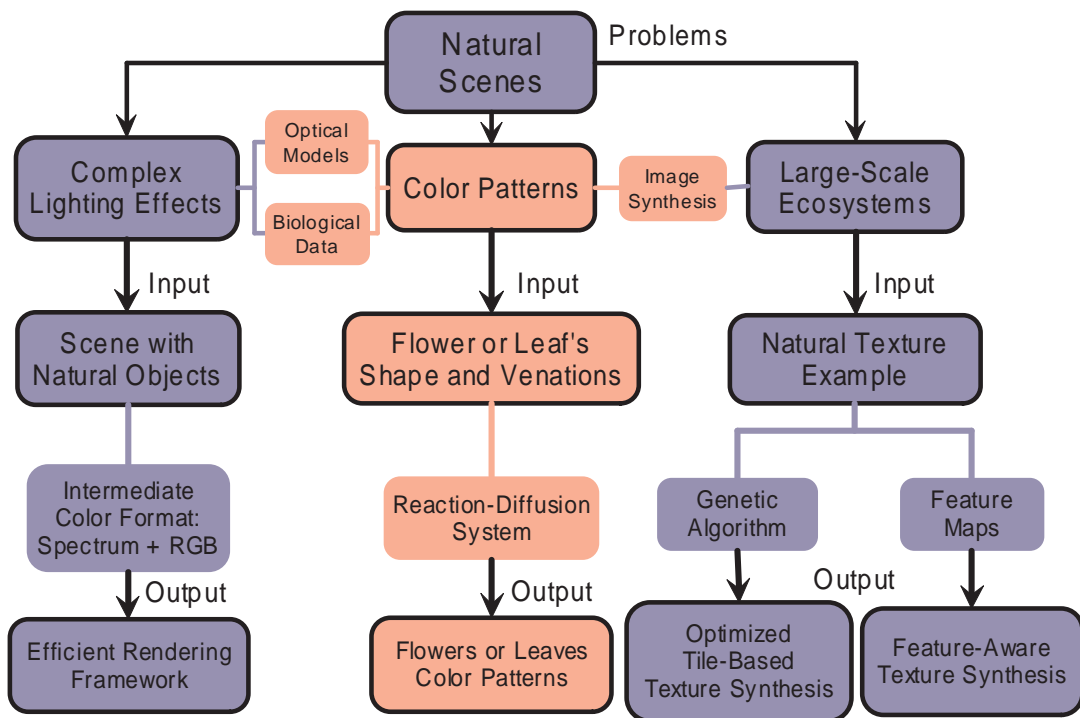 Natural
Scenes
Problems
Complex
Lighting Effects
Optical
Models
Biological
Data
Color Patterns
Image
Synthesis
Large-Scale
Ecosystems
Input
Input
Input
Scene with
Natural Objects
Flower or Leaf's
Shape and Venations
Natural Texture
Example
Intermediate
Color Format:
Spectrum + RGB
Reaction-Diffusion
System
Genetic
Algorithm
Feature
Maps
Output
Output
Output
Efficient Rendering
Framework
Flowers or Leaves
Color Patterns
Optimized
Tile-Based
Texture Synthesis
Feature-Aware
Texture Synthesis